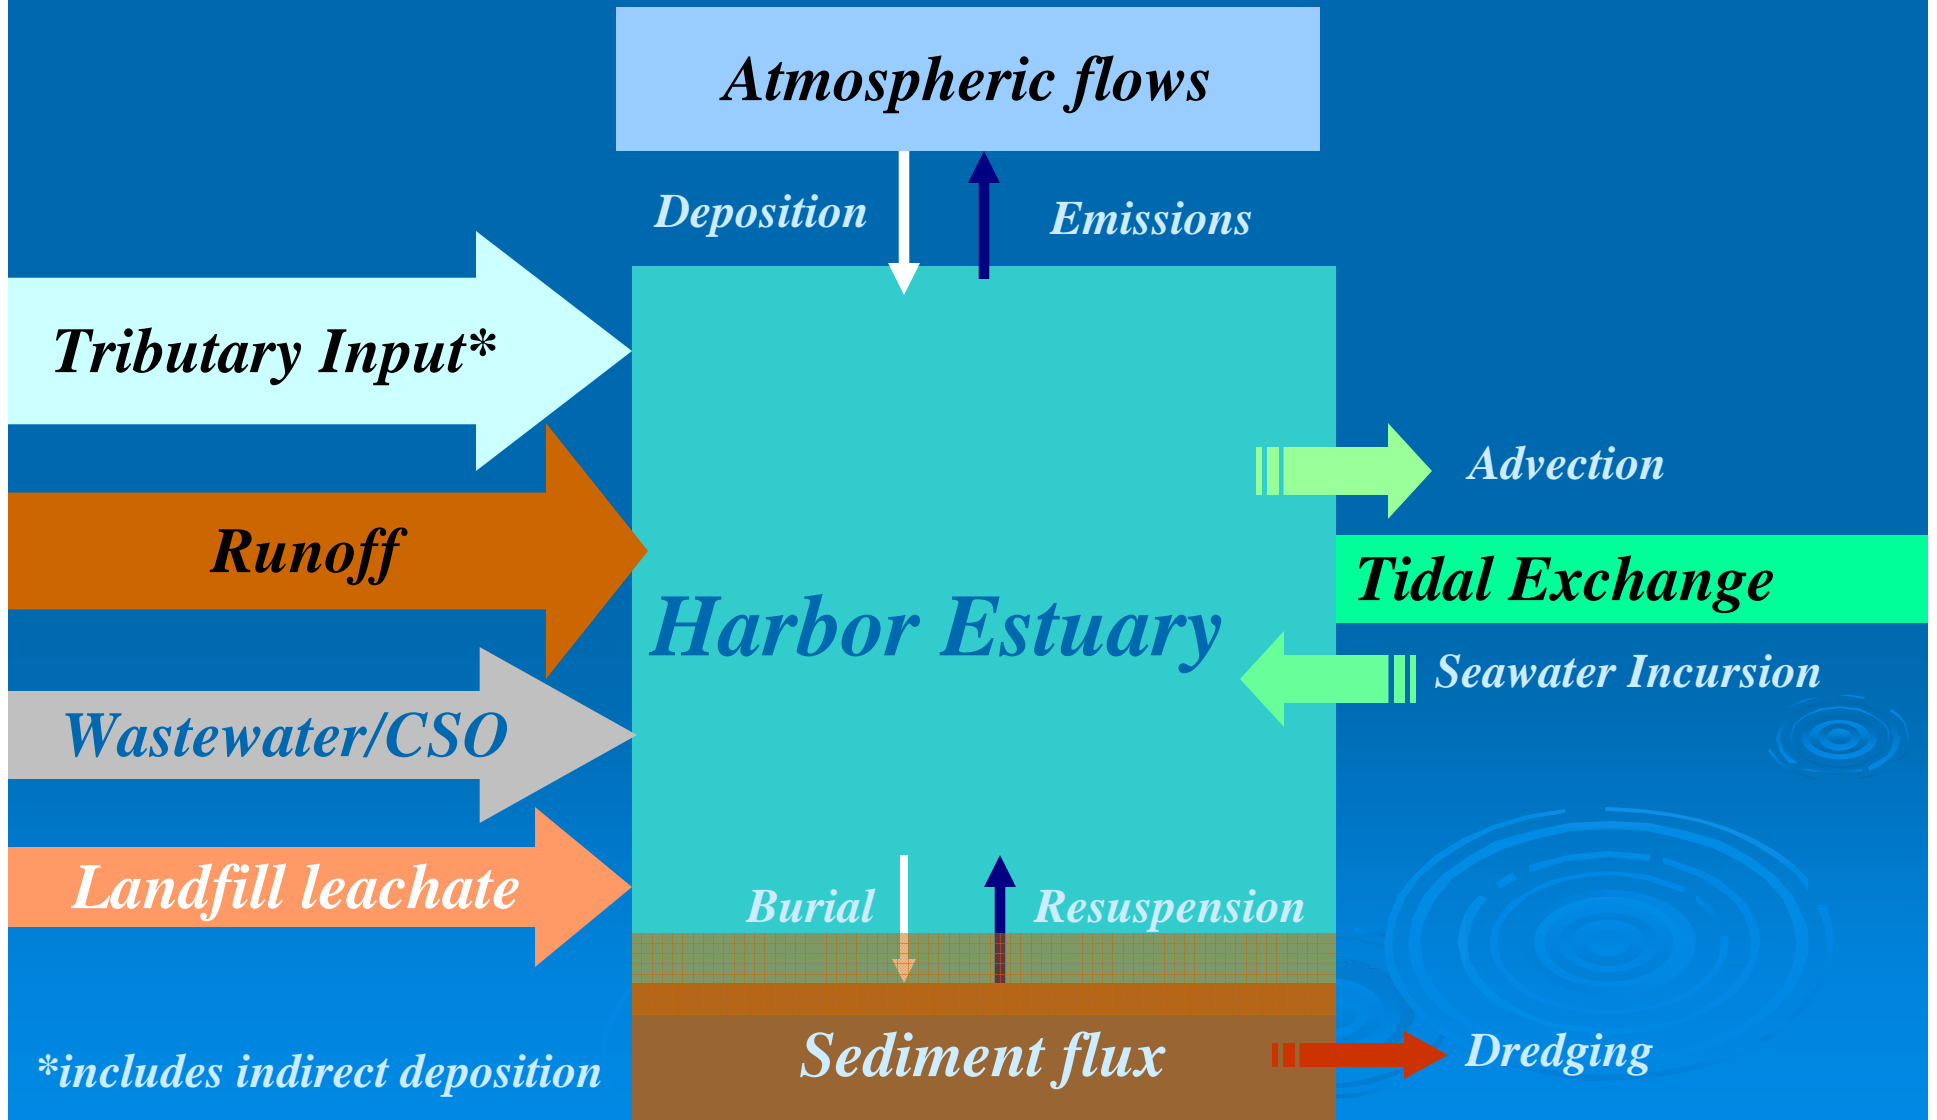 Atmospheric flows
Deposition
Emissions
Tributary Input*
Runoff
Wastewater/CSO
Landfill leachate
Harbor Estuary
Advection
Tidal Exchange
Seawater Incursion
Burial
Resuspension
Sediment flux
Dredging
*includes indirect deposition